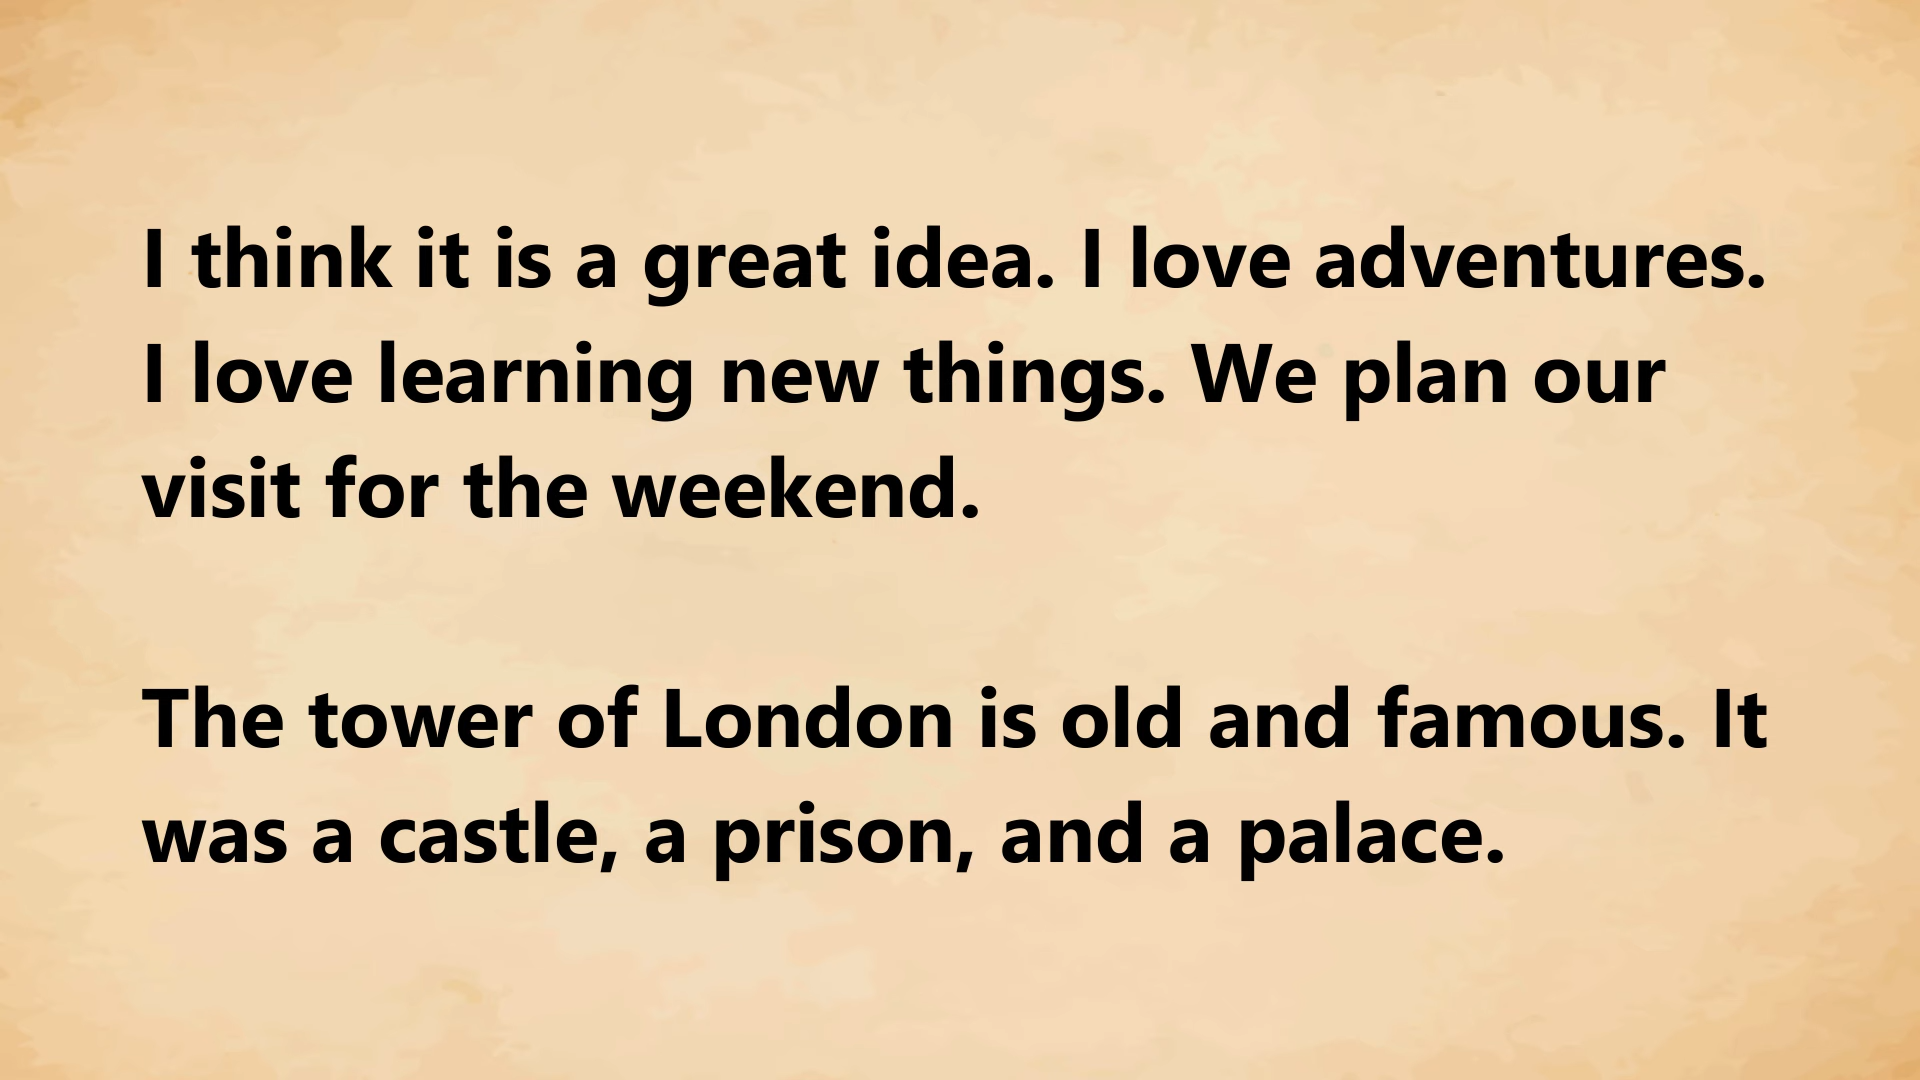 I think it is a great idea. I love adventures.
I love learning new things. We plan our
visit for the weekend.
The tower of London is old and famous. It
was a castle, a prison, and a palace.